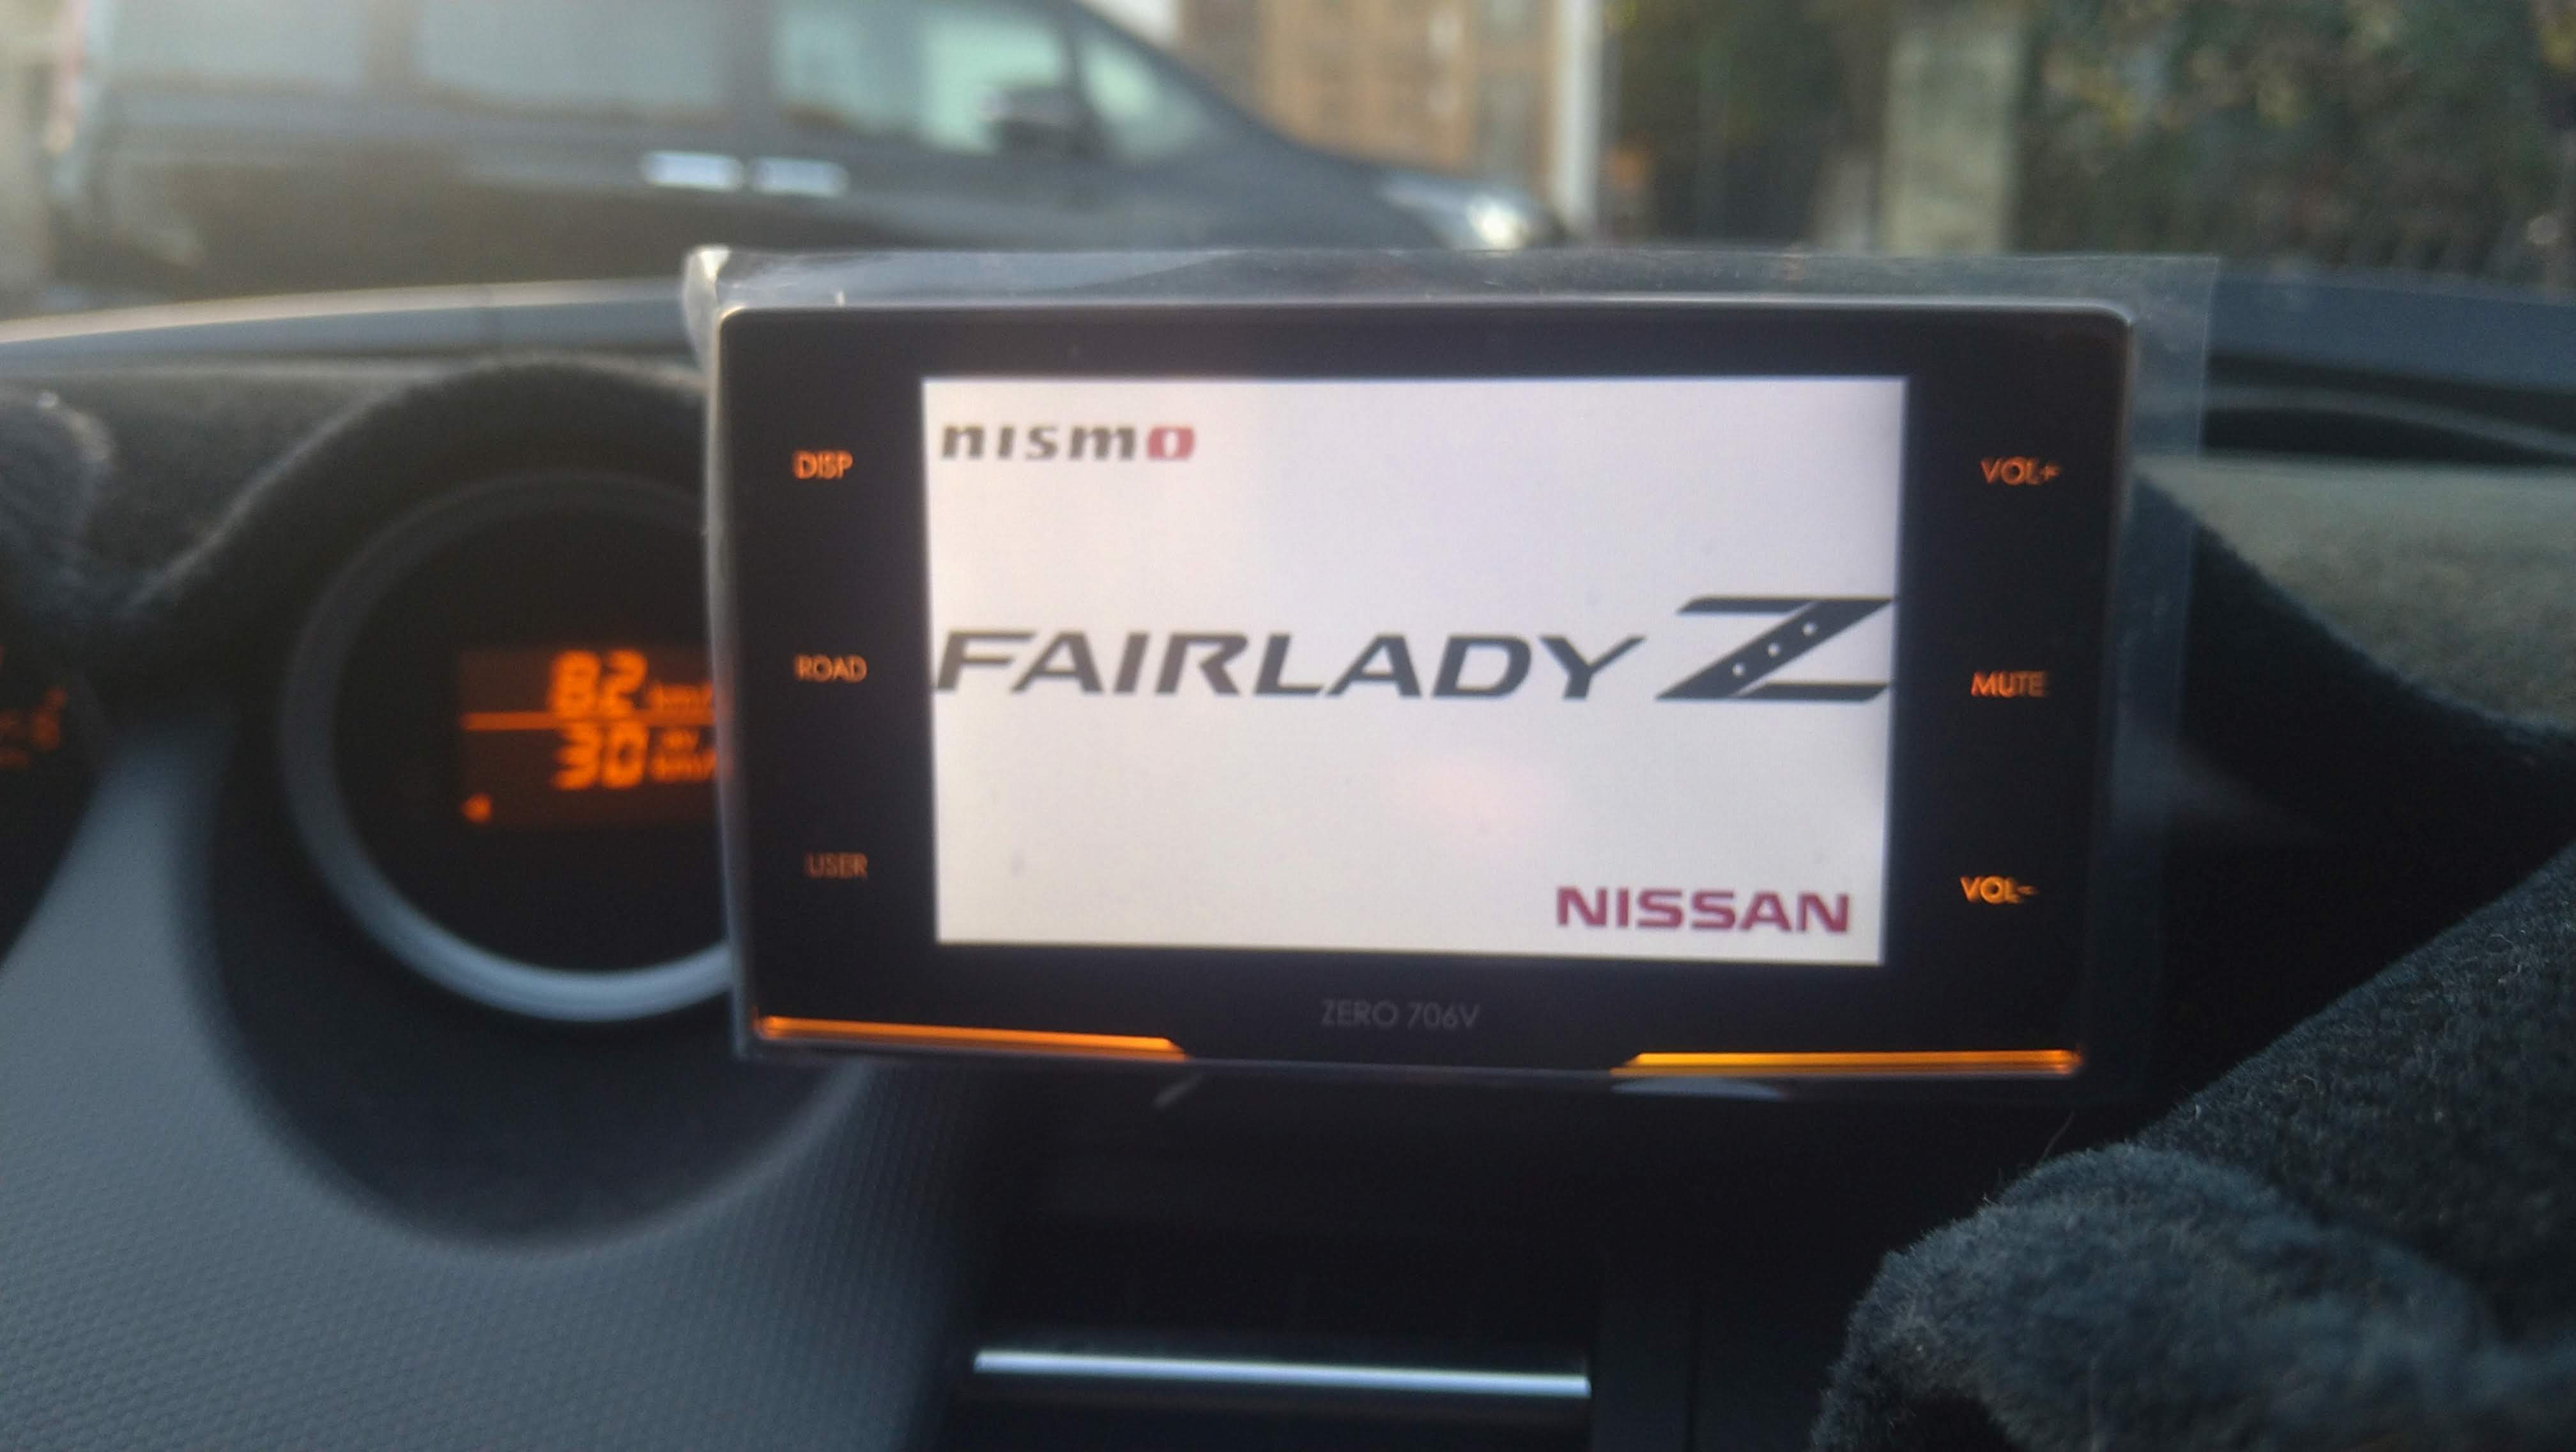 nismo
DISP
VOL+
FAIRLADY Z
ROAD
MUTE
82
30
USER
VOL-
NISSAN
ZERO 706V